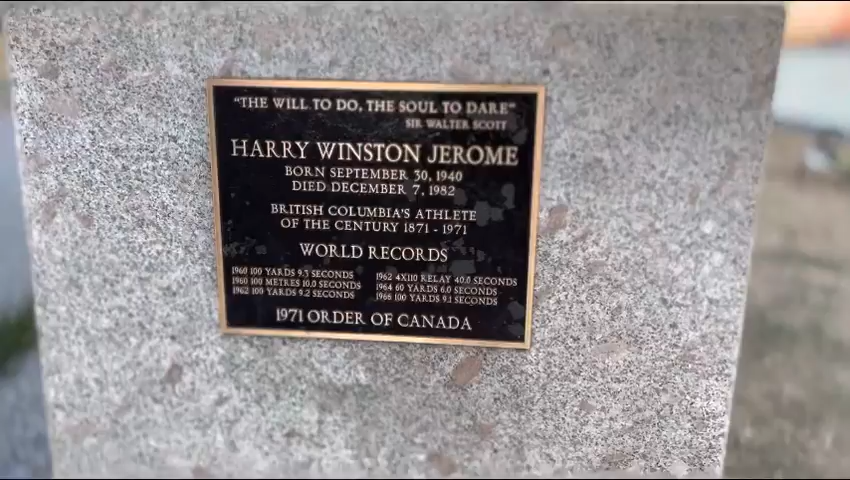 "THE WILL TO DO, THE SOUL TO DARE"
SIR WALTER SCOTT
HARRY WINSTON JEROME
BORN SEPTEMBER 30, 1940
DIED DECEMBER 7, 1982
BRITISH COLUMBIA'S ATHLETE
OF THE CENTURY 1871 - 1971
WORLD RECORDS
1960 100 YARDS 9.3 SECONDS
1960 100 METRES 10.0 SECONDS
1962 100 YARDS 9.2 SECONDS
1962 4X110 RELAY 40.0 SECONDS
1964 60 YARDS 6.0 SECONDS
1966 100 YARDS 9.1 SECONDS
1971 ORDER OF CANADA